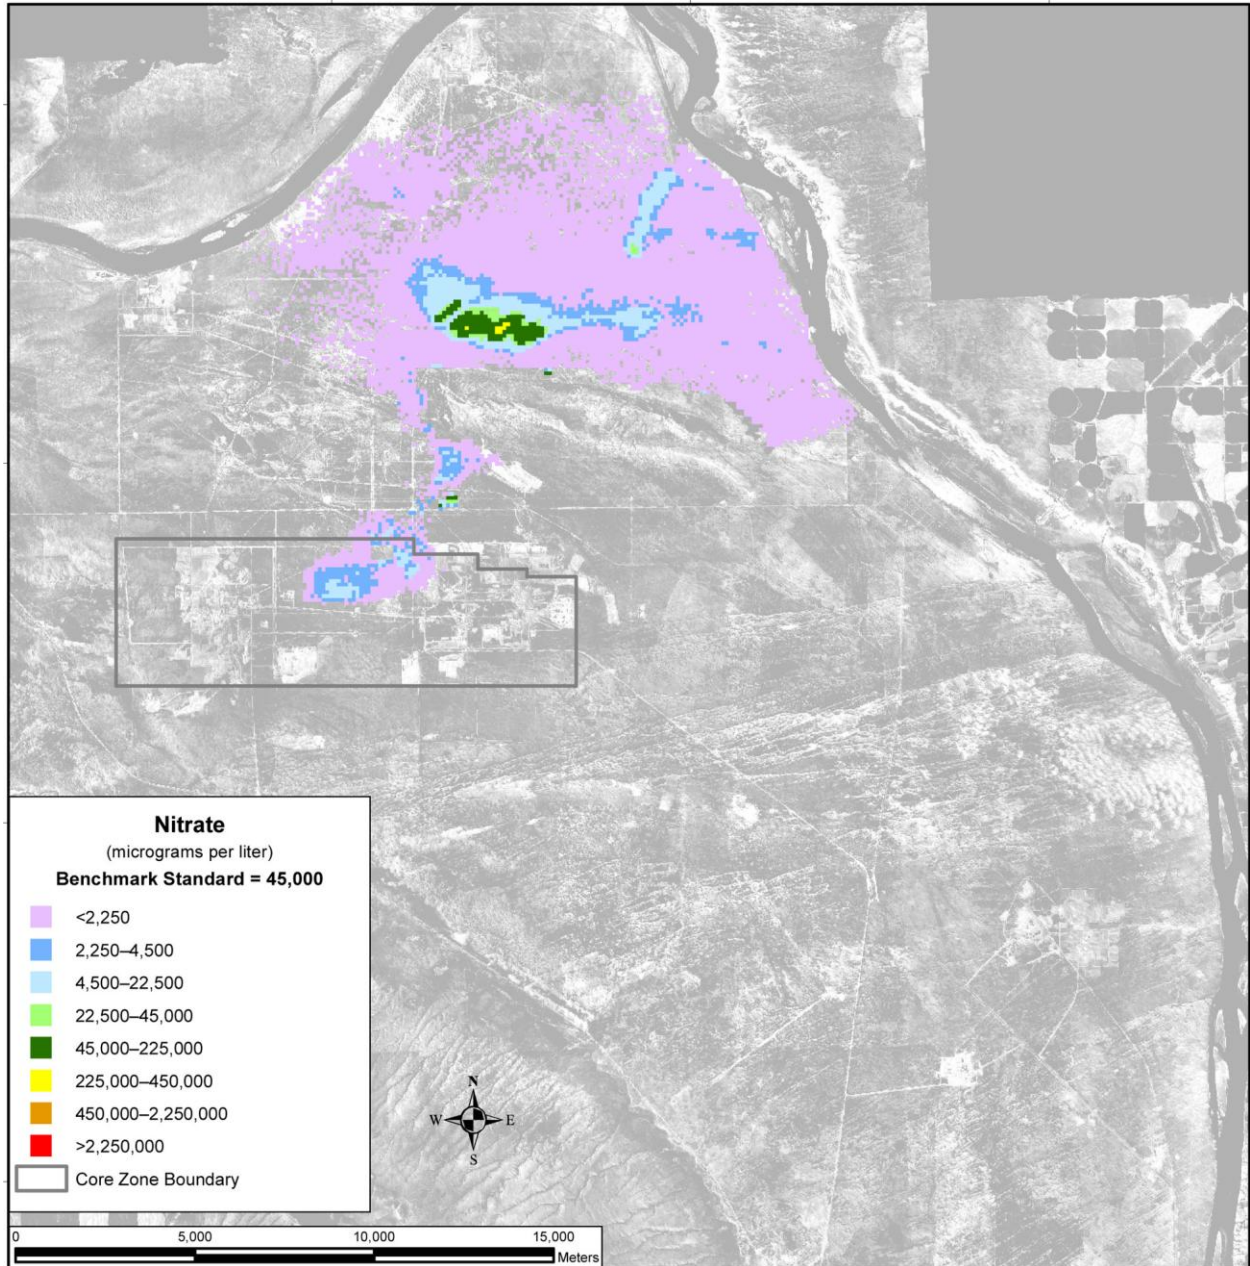 Nitrate
(micrograms per liter)
Benchmark Standard = 45,000
<2,250
2,250–4,500
4,500–22,500
22,500–45,000
45,000–225,000
225,000–450,000
450,000–2,250,000
>2,250,000
Core Zone Boundary
N
W E
S
0 5,000 10,000 15,000
Meters